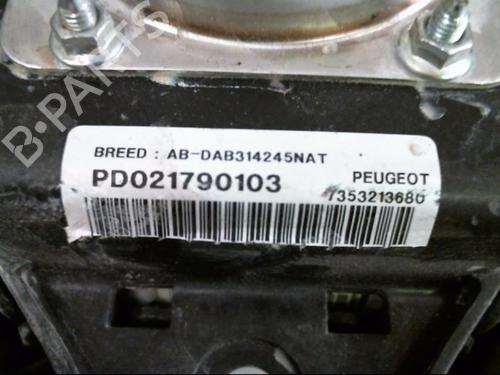 B-PARTS
BREED : AB-DAB314245NAT
PD021790103 PEUGEOT
7353213680